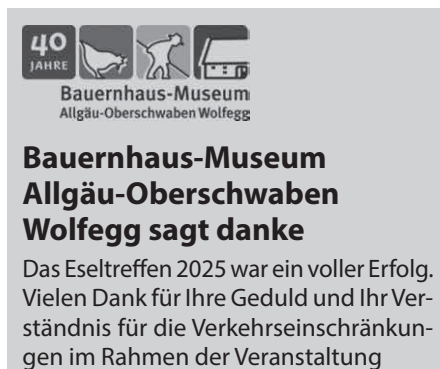 40
JAHRE
Bauernhaus-Museum
Allgäu-Oberschwaben Wolfegg
Bauernhaus-Museum
Allgäu-Oberschwaben
Wolfegg sagt danke
Das Eseltreffen 2025 war ein voller Erfolg.
Vielen Dank für Ihre Geduld und Ihr Ver-
ständnis für die Verkehrseinschränkun-
gen im Rahmen der Veranstaltung